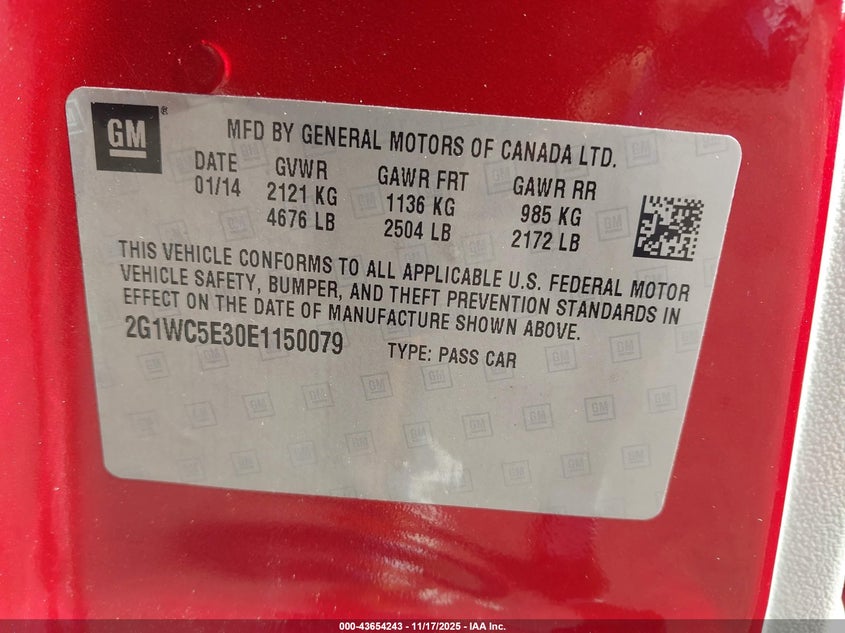 GM ®
MFD BY GENERAL MOTORS OF CANADA LTD.
DATE GVWR GAWR FRT GAWR RR
01/14 2121 KG 1136 KG 985 KG
4676 LB 2504 LB 2172 LB
THIS VEHICLE CONFORMS TO ALL APPLICABLE U.S. FEDERAL MOTOR
VEHICLE SAFETY, BUMPER, AND THEFT PREVENTION STANDARDS IN
EFFECT ON THE DATE OF MANUFACTURE SHOWN ABOVE.
2G1WC5E30E1150079 TYPE: PASS CAR
000-43654243 - 11/17/2025 - IAA Inc.